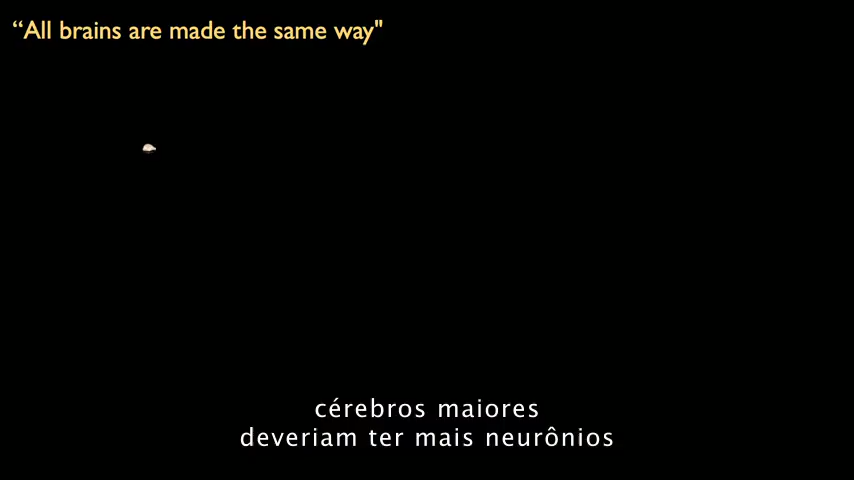 “All brains are made the same way"
cérebros maiores
deveriam ter mais neurônios